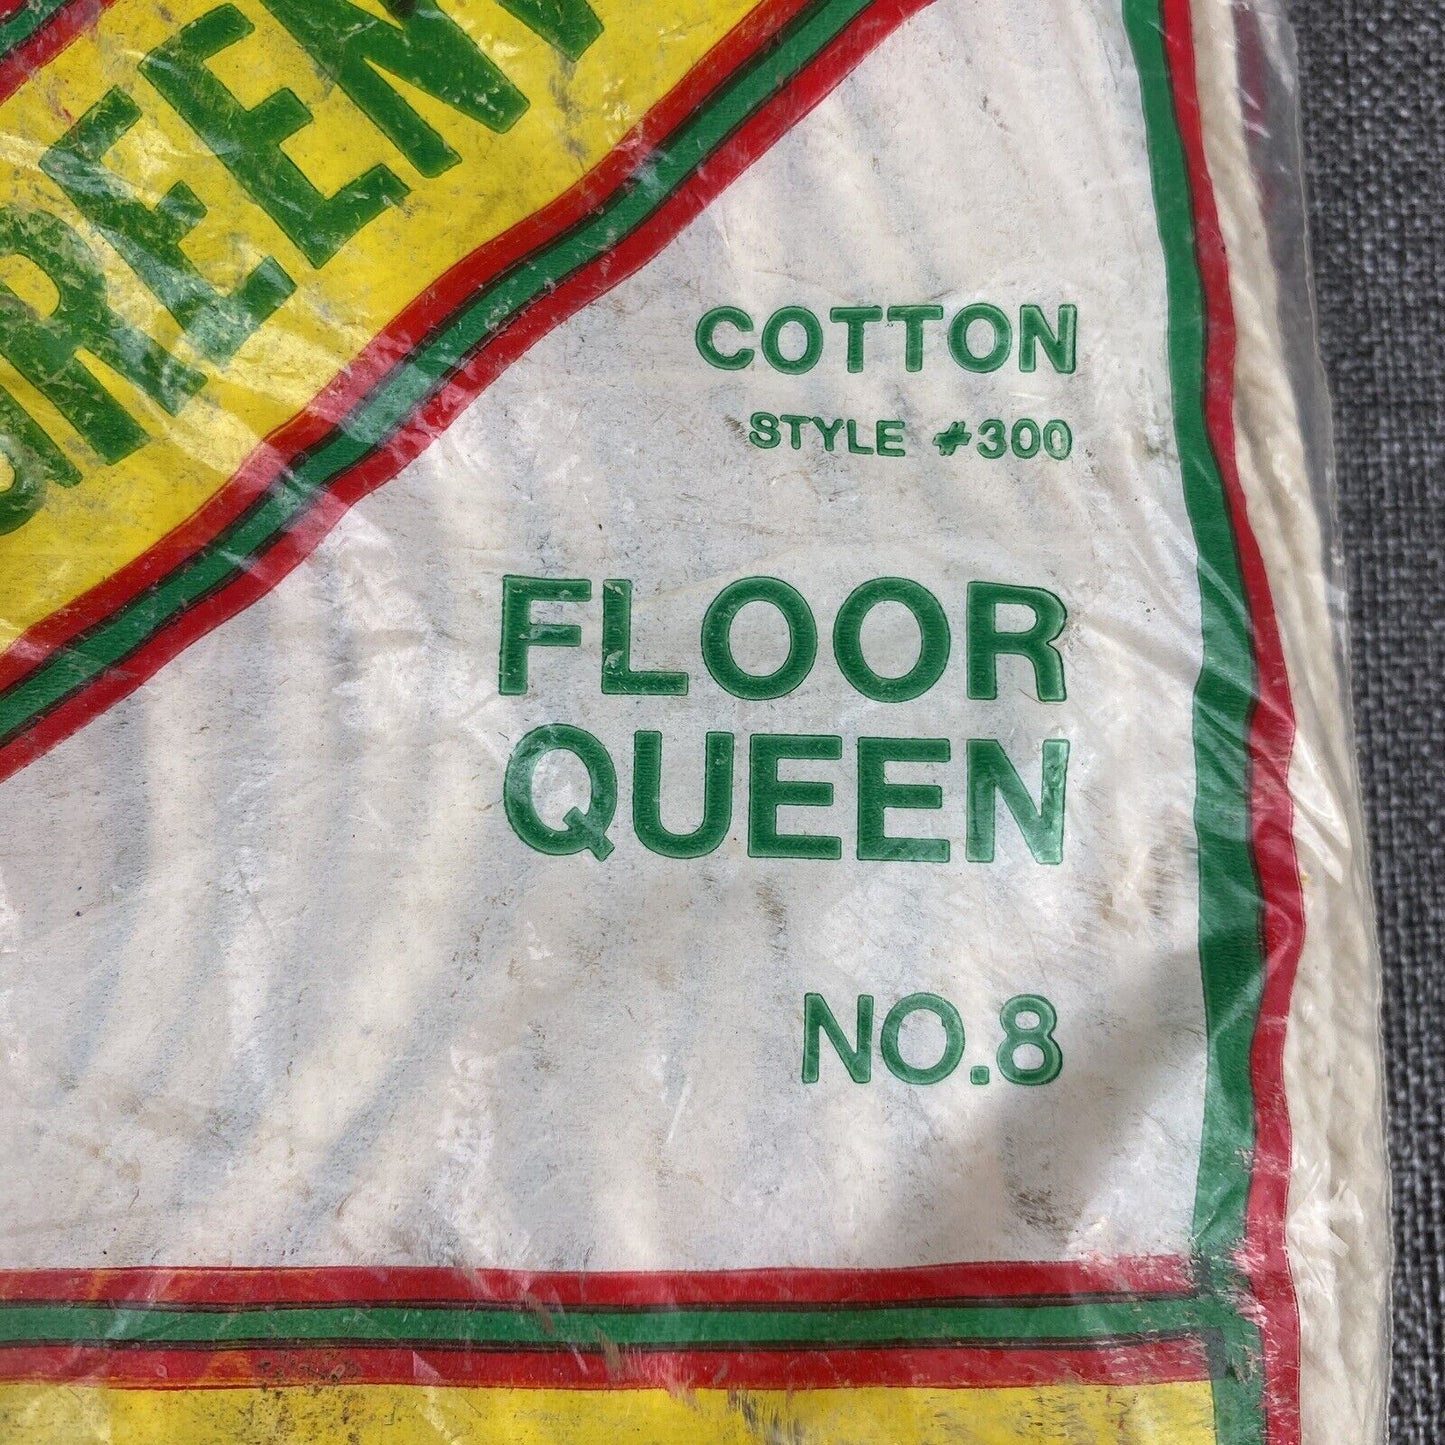 COTTON
STYLE #300
FLOOR
QUEEN
NO.8